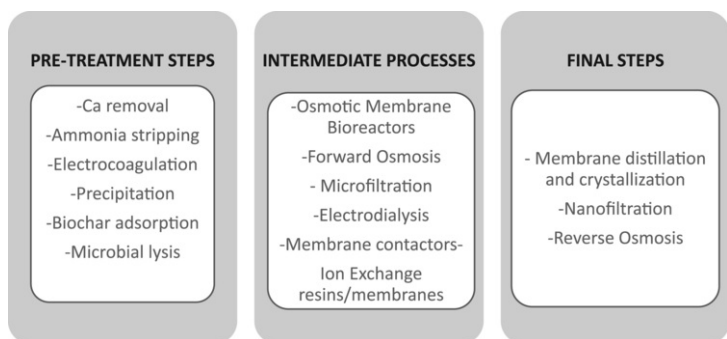 PRE-TREATMENT STEPS
-Ca removal
-Ammonia stripping
-Electrocoagulation
-Precipitation
-Biochar adsorption
-Microbial lysis
INTERMEDIATE PROCESSES
-Osmotic Membrane
Bioreactors
-Forward Osmosis
- Microfiltration
-Electrodialysis
-Membrane contactors-
Ion Exchange
resins/membranes
FINAL STEPS
- Membrane distillation
and crystallization
-Nanofiltration
-Reverse Osmosis